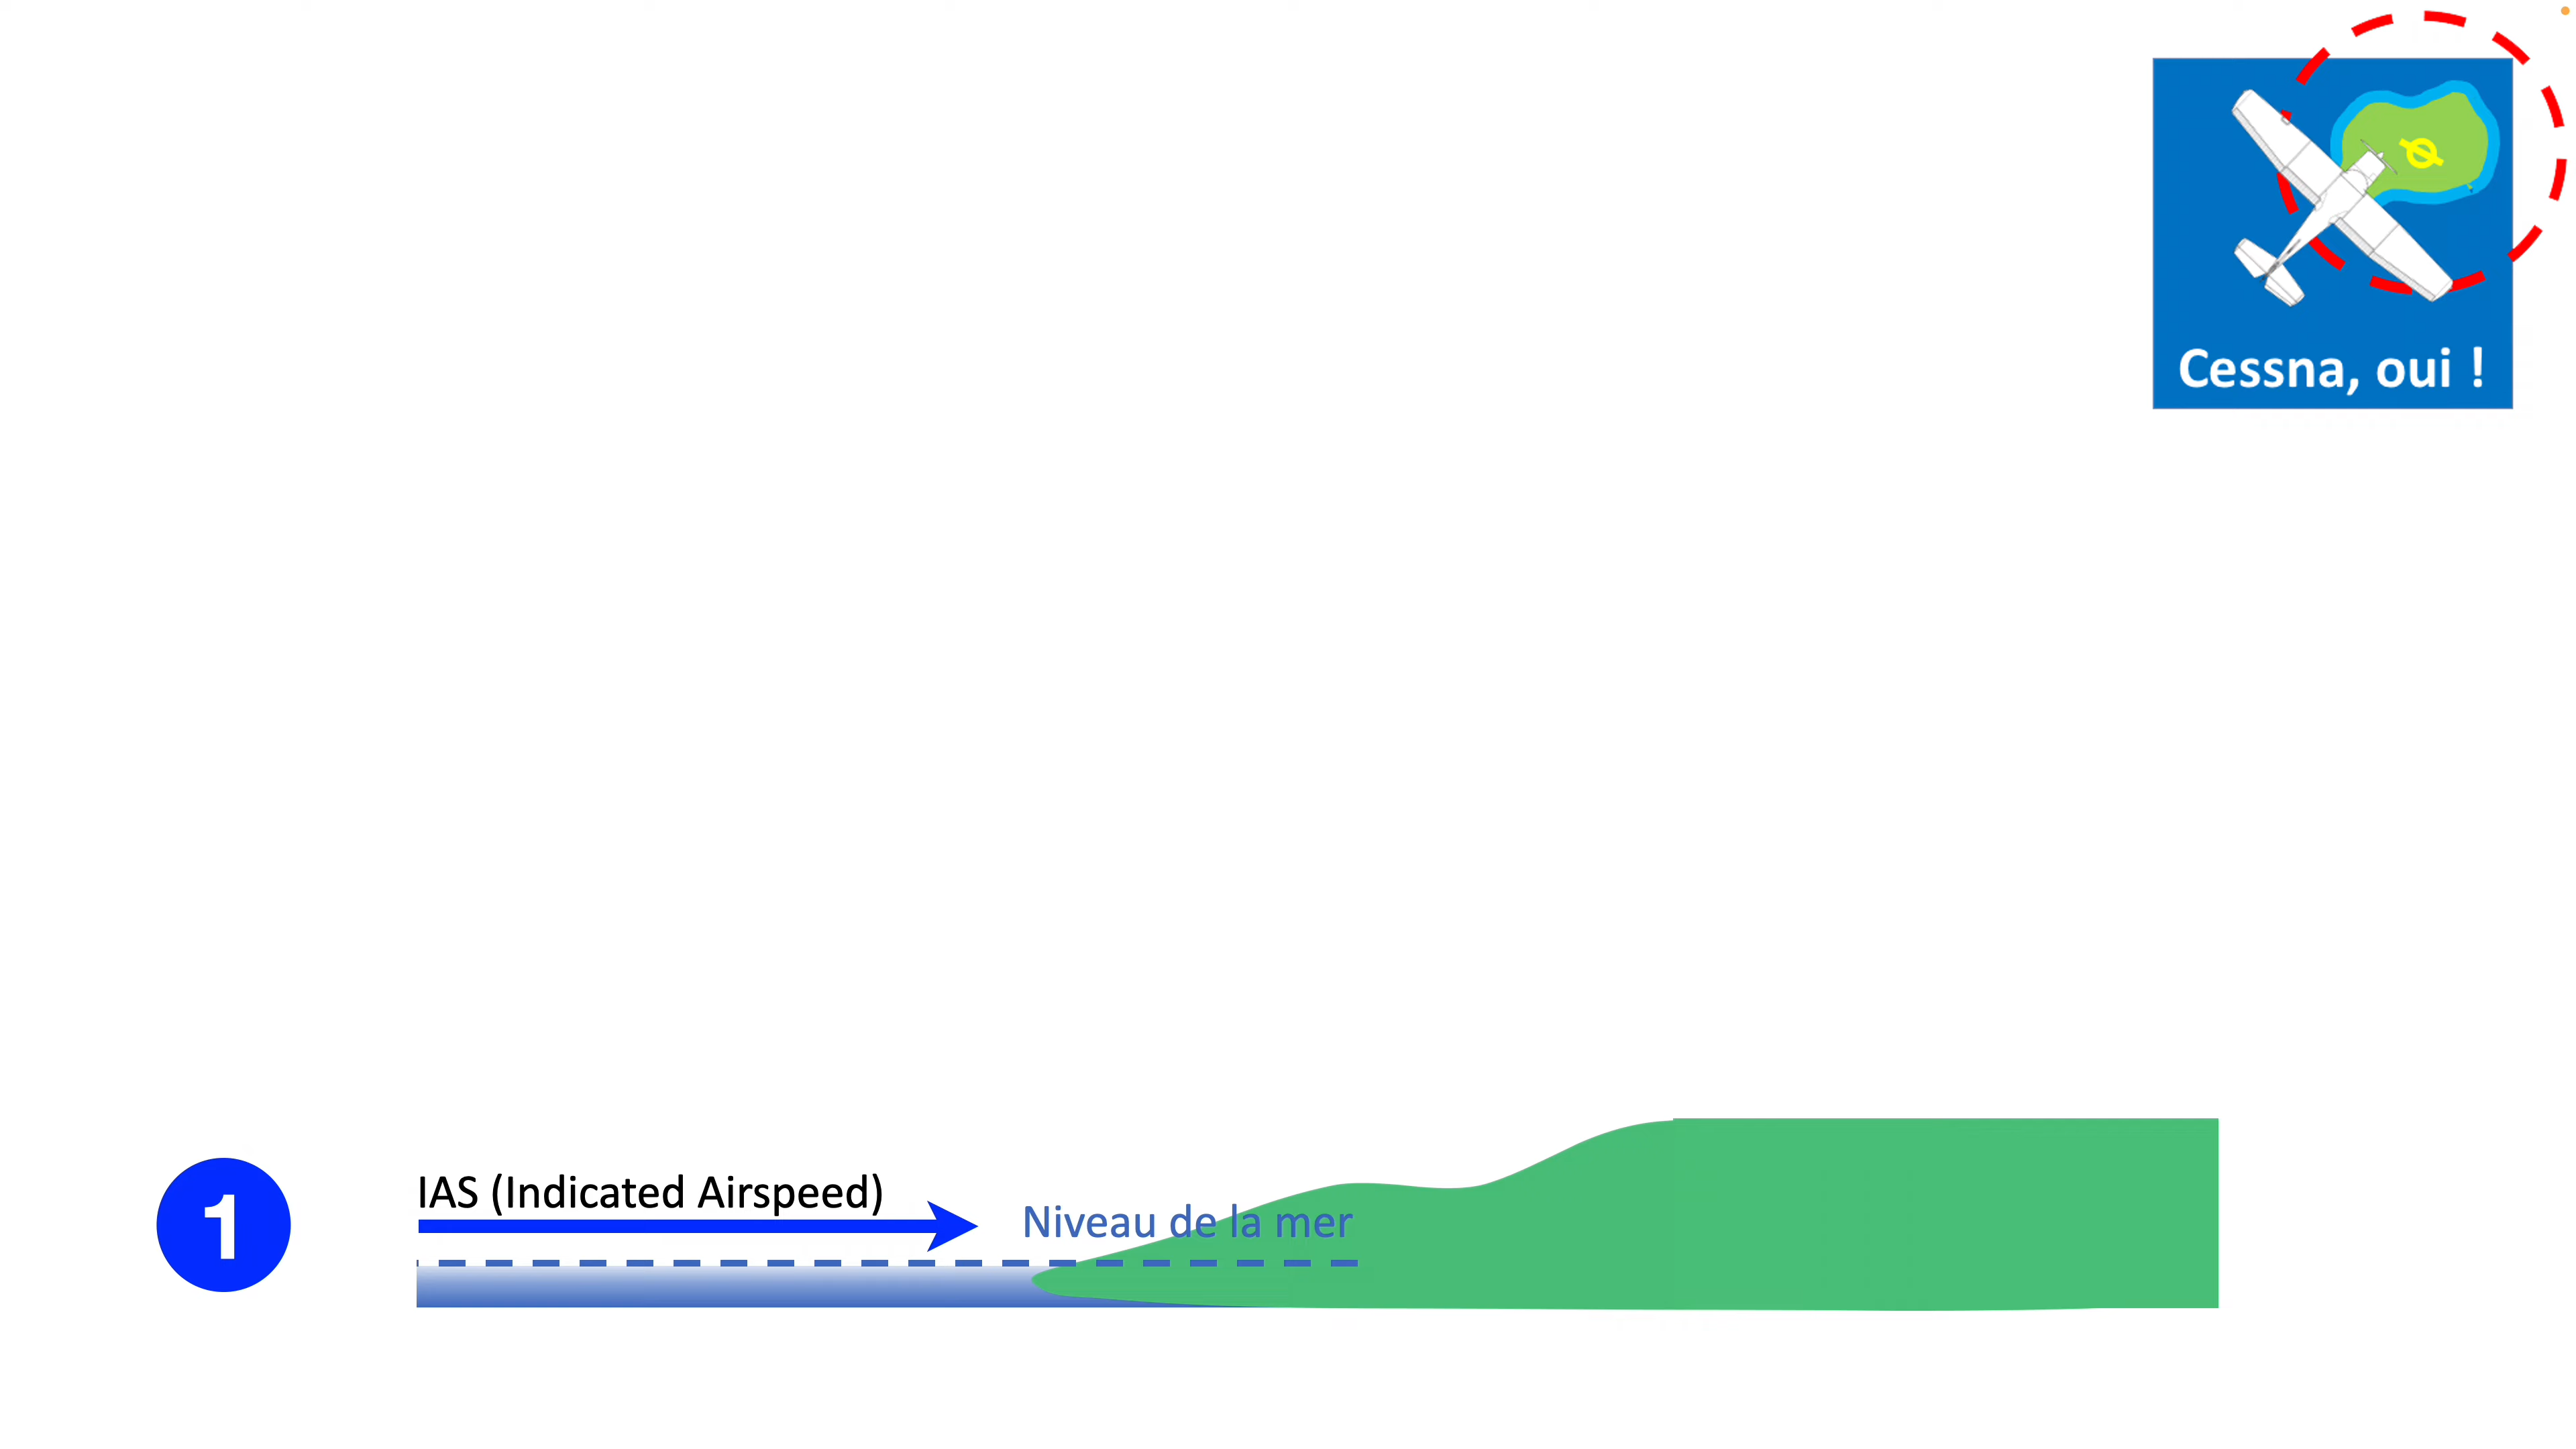 Cessna, oui !
1
IAS (Indicated Airspeed)
Niveau de la mer